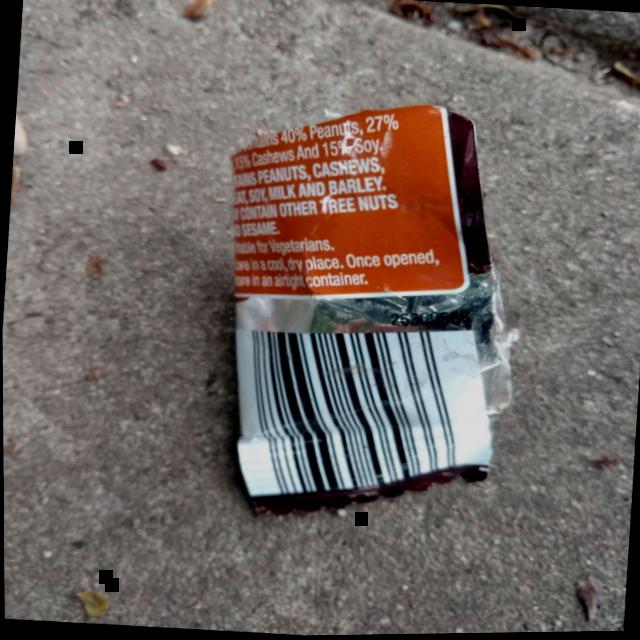 40% Peanuts, 27%
Cashews And 15% Soy.
PEANUTS, CASHEWS,
SOY, MILK AND BARLEY.
CONTAIN OTHER TREE NUTS
SESAME.
for Vegetarians.
in a cool, dry place. Once opened,
in an airtight container.